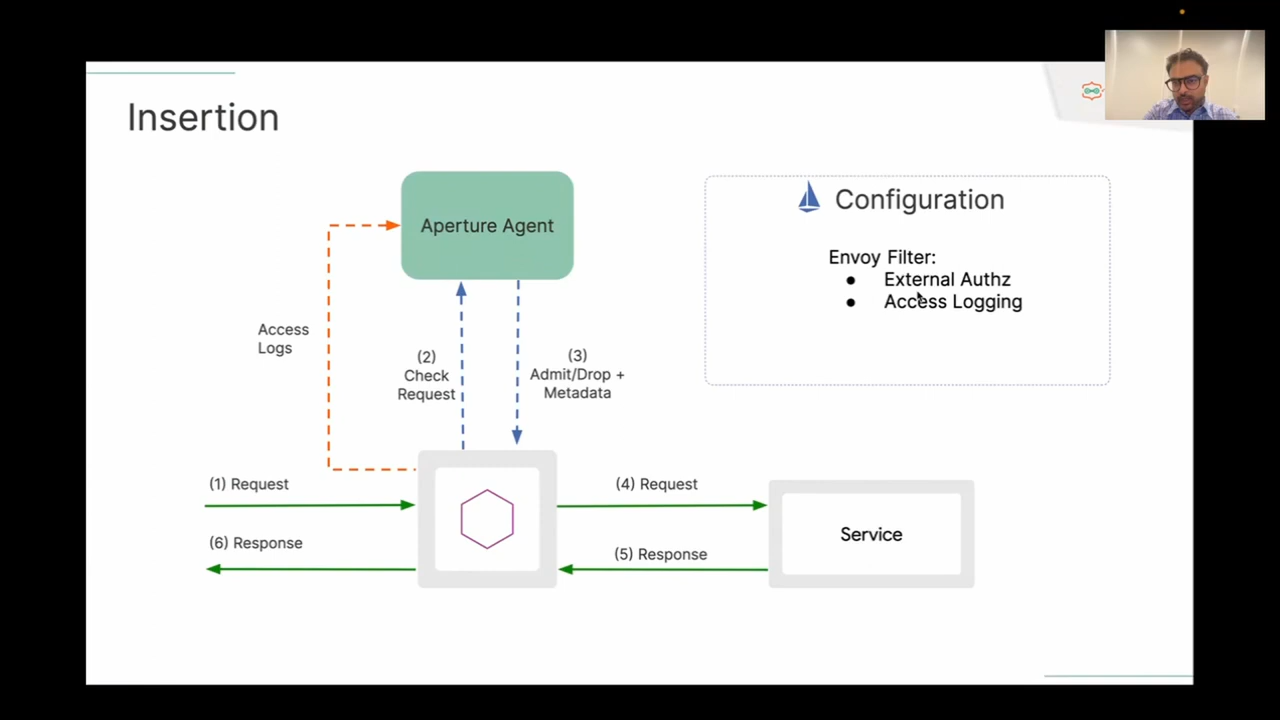 Insertion
Aperture Agent
Configuration
Envoy Filter:
● External Authz
● Access Logging
Access
Logs
(2)
Check
Request
(3)
Admit/Drop +
Metadata
(1) Request
(4) Request
(6) Response
(5) Response
Service